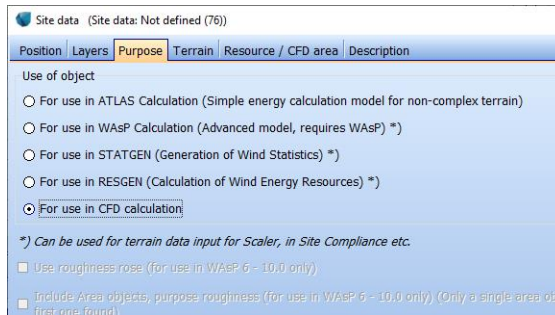 Site data (Site data: Not defined (76))
Position Layers Purpose Terrain Resource / CFD area Description
Use of object
For use in ATLAS Calculation (Simple energy calculation model for non-complex terrain)
For use in WAsP Calculation (Advanced model, requires WAsP) *)
For use in STATGEN (Generation of Wind Statistics) *)
For use in RESGEN (Calculation of Wind Energy Resources) *)
For use in CFD calculation
*) Can be used for terrain data input for Scaler, in Site Compliance etc.
Use roughness rose (for use in WAsP 6 - 10.0 only)
Include Area objects, purpose roughness (for use in WAsP 6 - 10.0 only) (Only a single area
first one found)